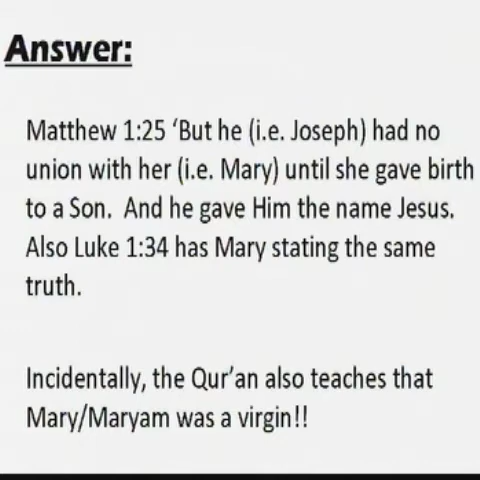 Answer:
Matthew 1:25 ‘But he (i.e. Joseph) had no
union with her (i.e. Mary) until she gave birth
to a Son.  And he gave Him the name Jesus.
Also Luke 1:34 has Mary stating the same
truth.
Incidentally, the Qur’an also teaches that
Mary/Maryam was a virgin!!